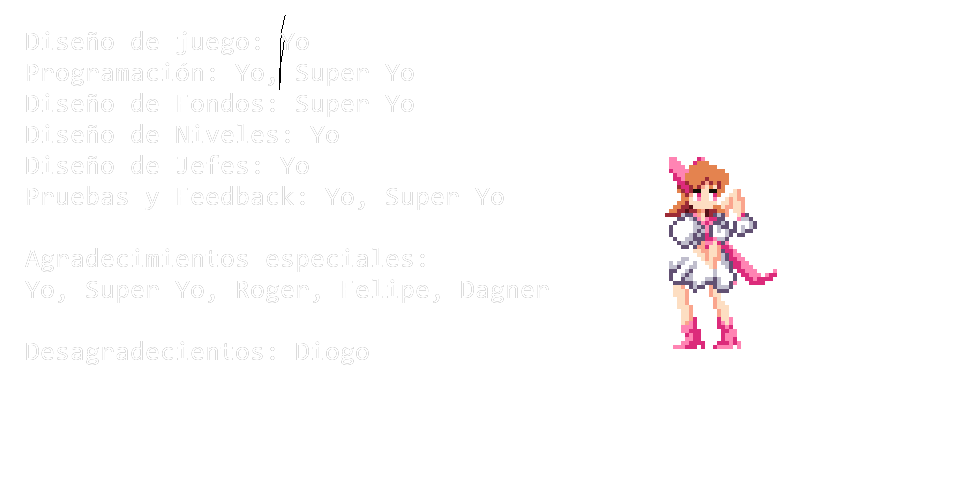 Diseño de juego: Yo
Programación: Yo, Super Yo
Diseño de Fondos: Super Yo
Diseño de Niveles: Yo
Diseño de Jefes: Yo
Pruebas y Feedback: Yo, Super Yo
Agradecimientos especiales:
Yo, Super Yo, Roger, Felipe, Dagner
Desagradecientos: Diogo